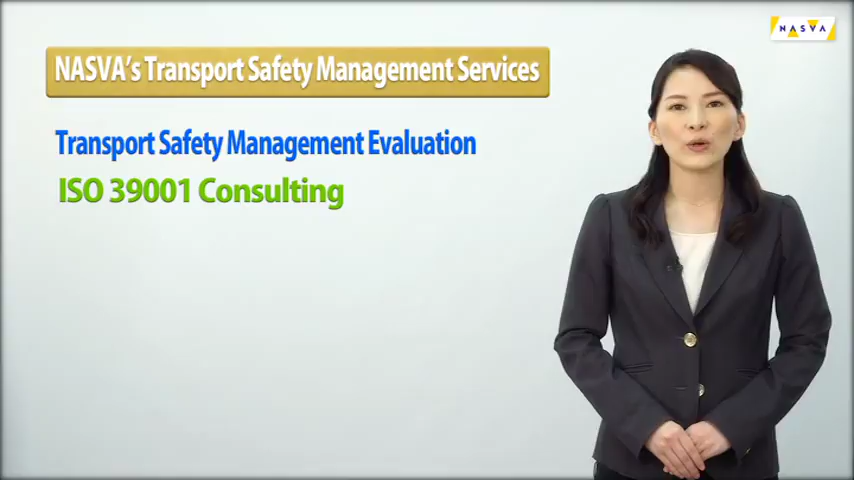 NASVA
NASVA's Transport Safety Management Services
Transport Safety Management Evaluation
ISO 39001 Consulting